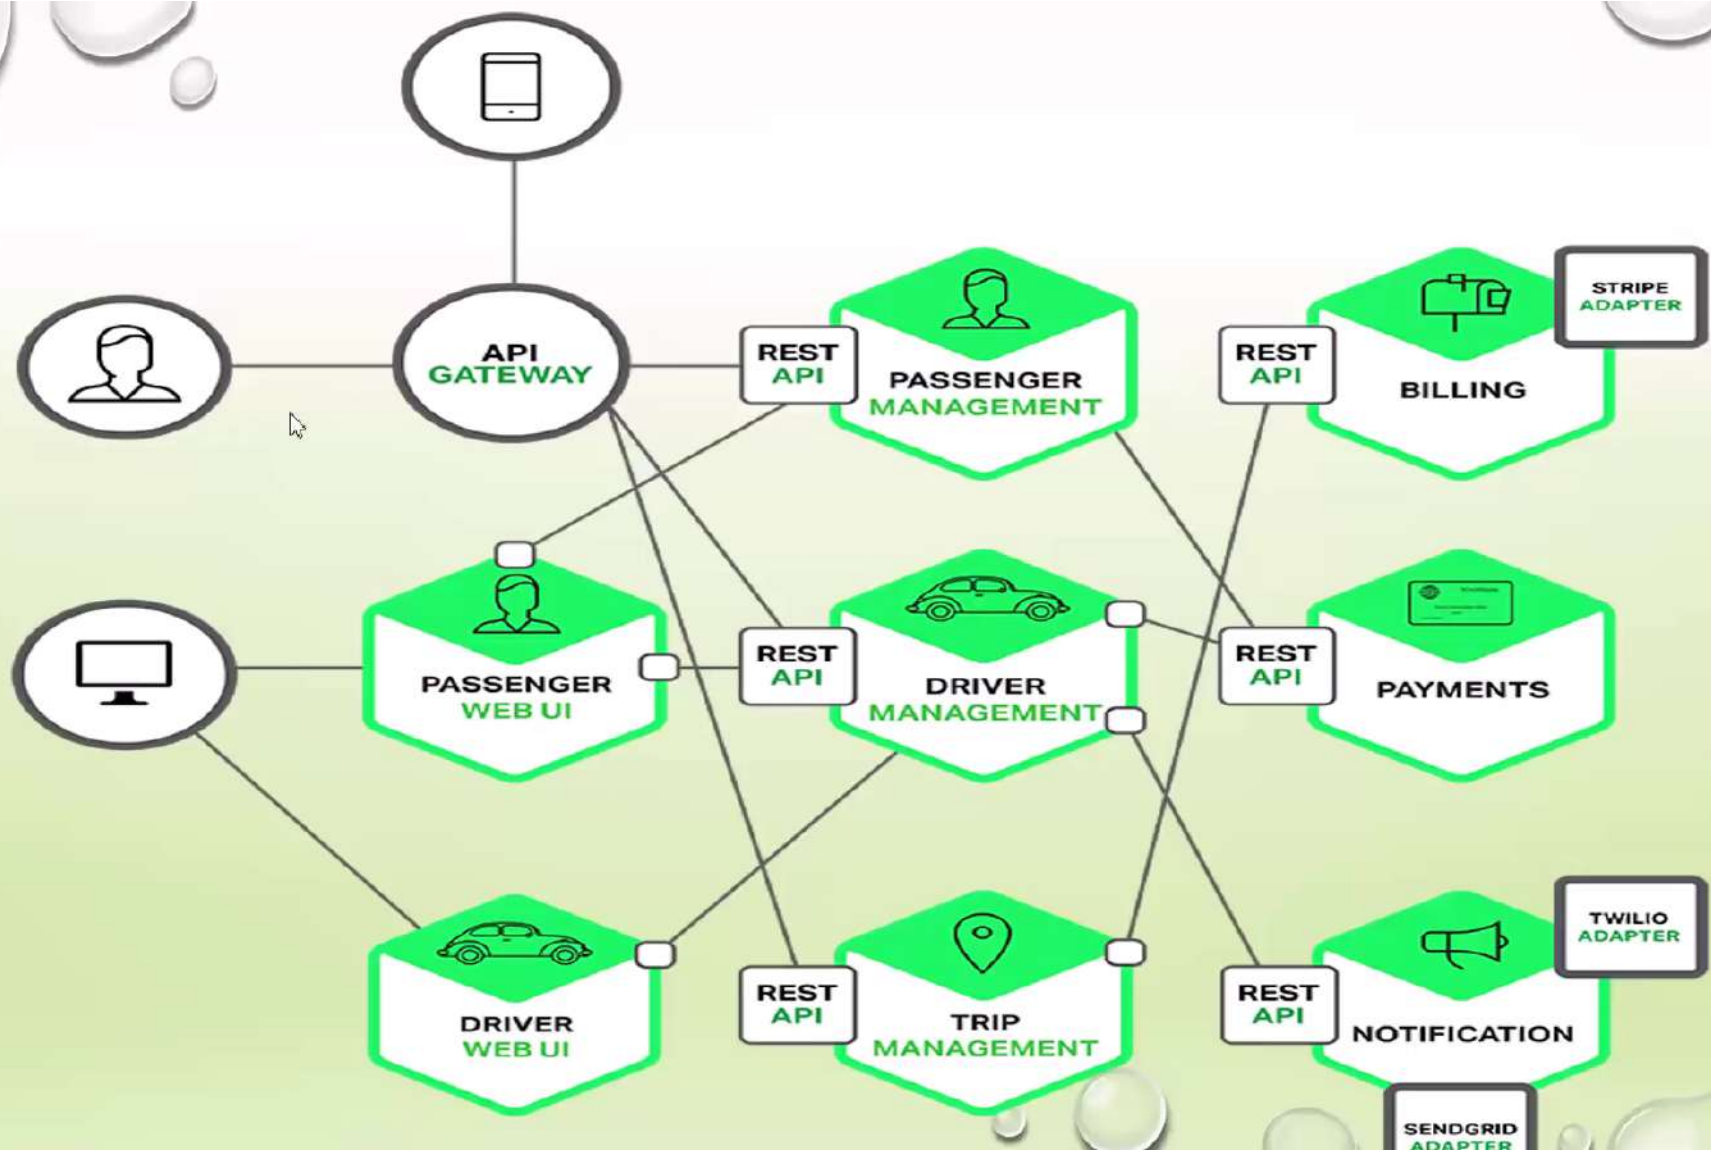 API
GATEWAY
REST
API
PASSENGER
MANAGEMENT
REST
API
BILLING
STRIPE
ADAPTER
PASSENGER
WEB UI
REST
API
DRIVER
MANAGEMENT
REST
API
PAYMENTS
DRIVER
WEB UI
REST
API
TRIP
MANAGEMENT
REST
API
NOTIFICATION
TWILIO
ADAPTER
SENDGRID
ADAPTER